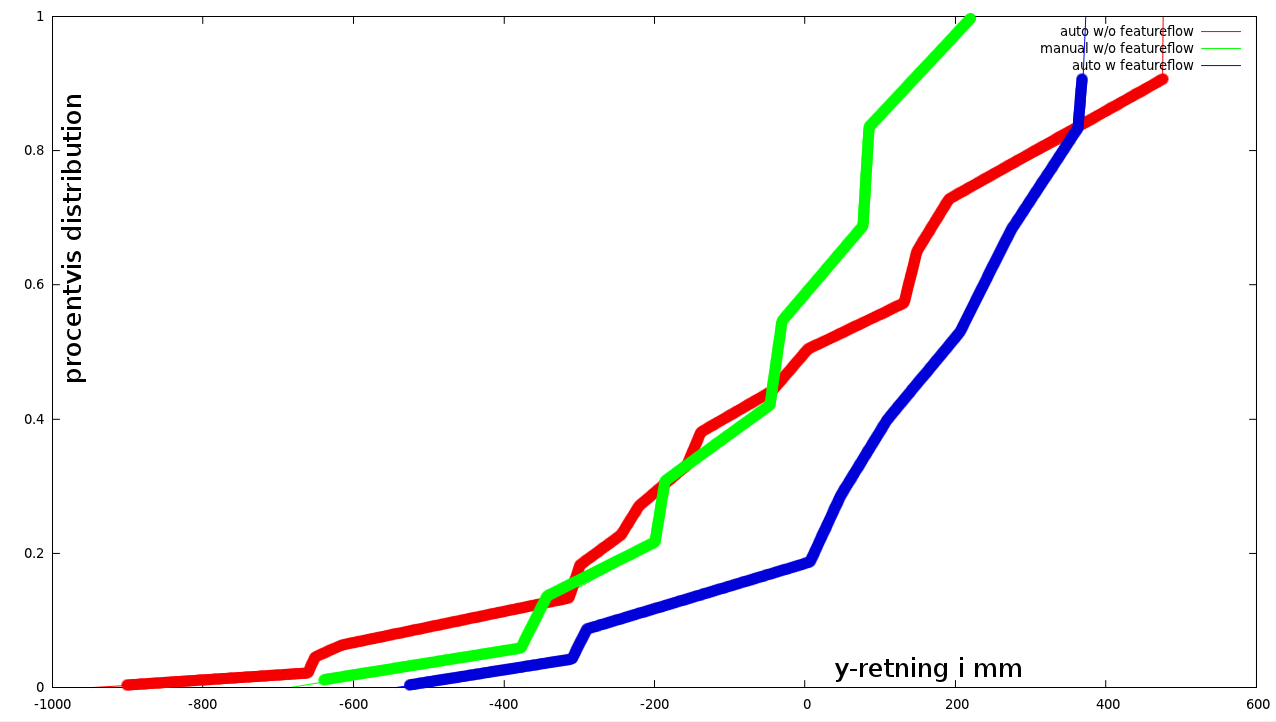 1
0.8
0.6
0.4
0.2
0
procentvis distribution
auto w/o featureflow
manual w/o featureflow
auto w featureflow
y-retning i mm
-1000 -800 -600 -400 -200 0 200 400 600